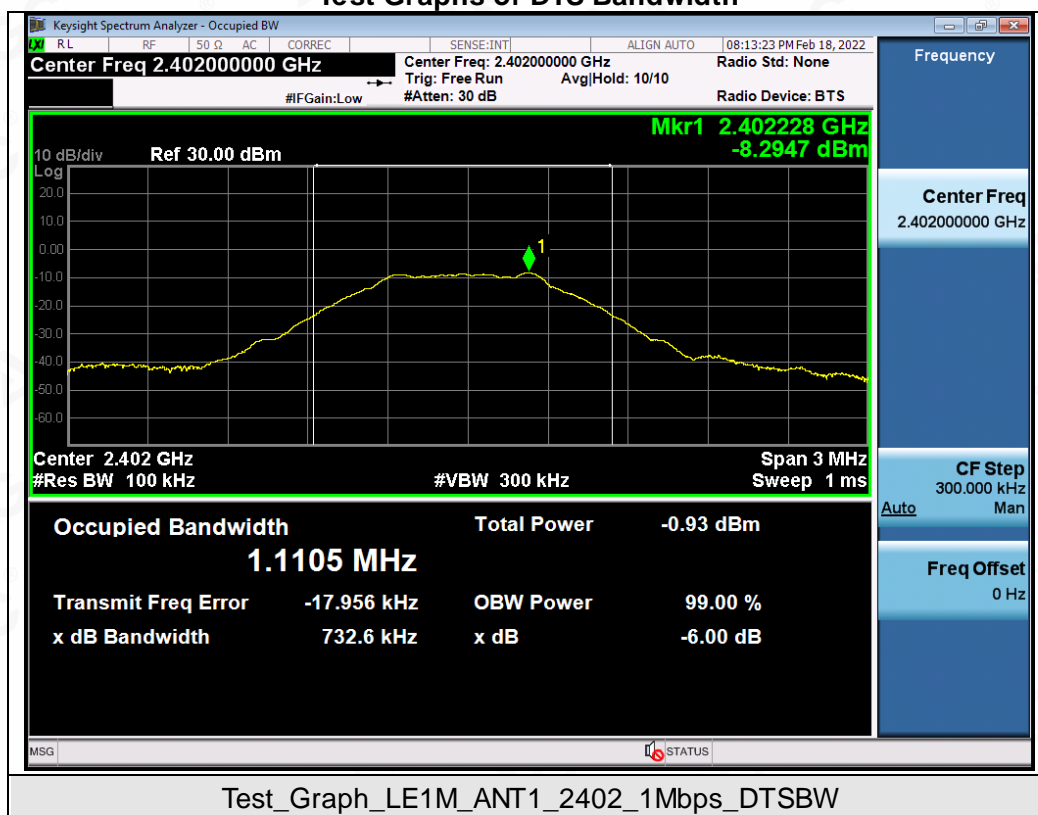 Test Graphs of DTS Bandwidth
Keysight Spectrum Analyzer - Occupied BW
LXI RL RF 50 Ω AC CORREC SENSE:INT ALIGN AUTO 08:13:23 PM Feb 18, 2022
Center Freq 2.402000000 GHz
Center Freq: 2.402000000 GHz
Radio Std: None
Trig: Free Run Avg|Hold: 10/10
#IFGain:Low
#Atten: 30 dB
Radio Device: BTS
Mkr1 2.402228 GHz
-8.2947 dBm
10 dB/div Ref 30.00 dBm
Log
20.0
10.0
0.00
-10.0
-20.0
-30.0
-40.0
-50.0
-60.0
1
Center 2.402 GHz
Span 3 MHz
#Res BW 100 kHz
#VBW 300 kHz
Sweep 1 ms
Occupied Bandwidth
Total Power -0.93 dBm
1.1105 MHz
Transmit Freq Error -17.956 kHz
OBW Power 99.00 %
x dB Bandwidth 732.6 kHz
x dB -6.00 dB
Frequency
Center Freq
2.402000000 GHz
CF Step
300.000 kHz
Auto Man
Freq Offset
0 Hz
MSG
STATUS
Test_Graph_LE1M_ANT1_2402_1Mbps_DTSBW